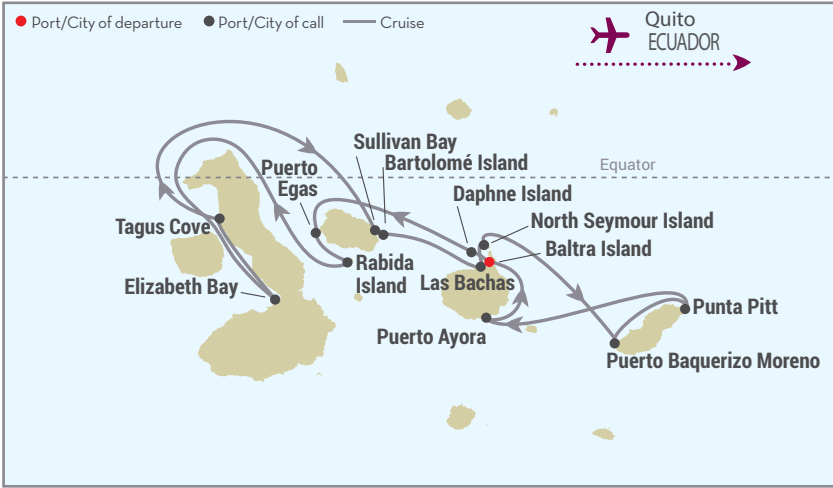 Port/City of departure
Port/City of call
Cruise
Quito
ECUADOR
Sullivan Bay
Bartolomé Island
Equator
Puerto
Egas
Daphne Island
North Seymour Island
Tagus Cove
Baltra Island
Rabida
Island
Las Bachas
Elizabeth Bay
Punta Pitt
Puerto Ayora
Puerto Baquerizo Moreno